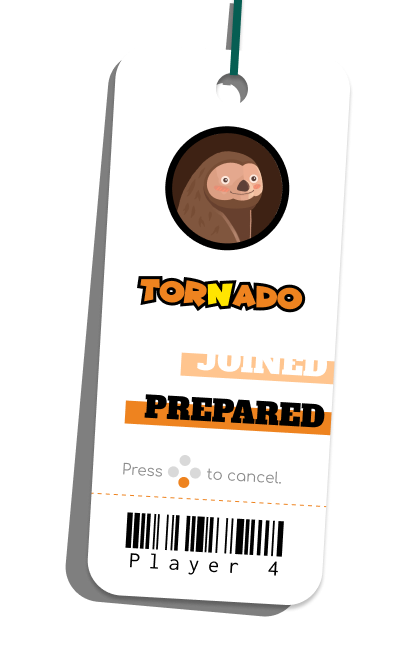 TORNADO
JOINED
PREPARED
Press to cancel.
Player 4